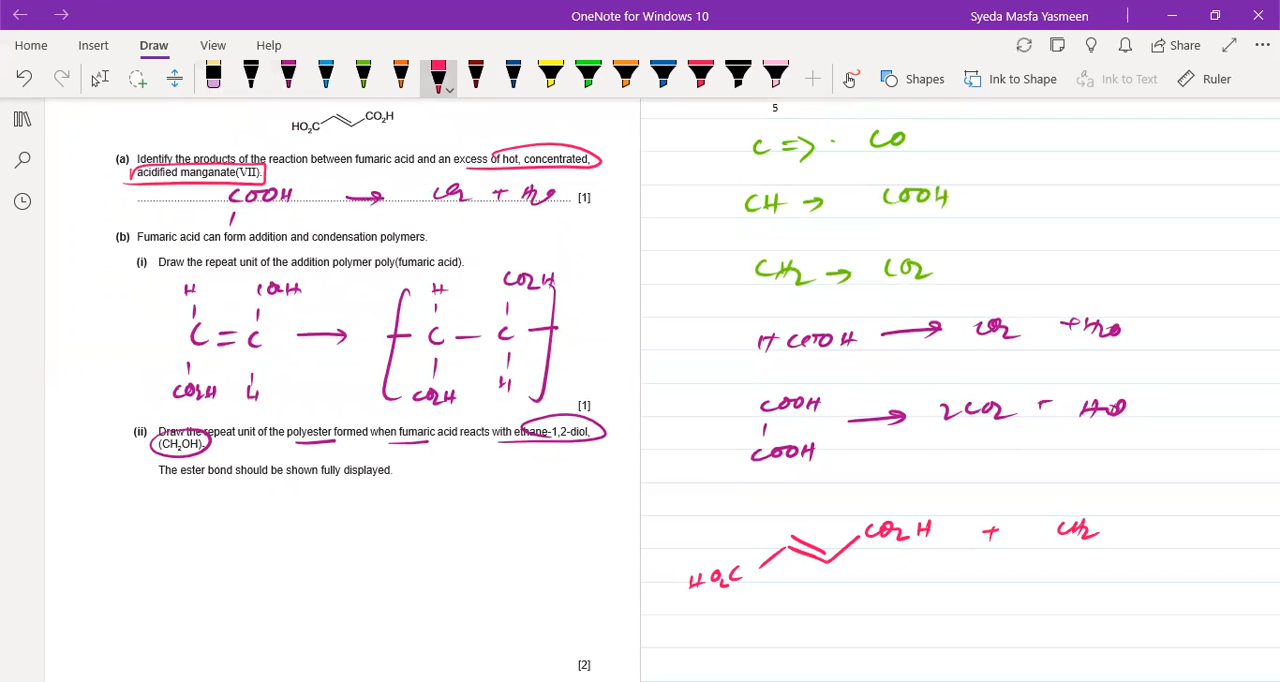 OneNote for Windows 10
Syeda Masfa Yasmeen
Home Insert Draw View Help
Share
Shapes
Ink to Shape
Ink to Text
Ruler
HO2C CO2H
(a) Identify the products of the reaction between fumaric acid and an excess of hot, concentrated,
acidified manganate(VII).
COOH → CO2 + H2O
[1]
(b) Fumaric acid can form addition and condensation polymers.
(i) Draw the repeat unit of the addition polymer poly(fumaric acid).
H CO2H H CO2H
C = C → C — C
CO2H H CO2H H
[1]
(ii) Draw the repeat unit of the polyester formed when fumaric acid reacts with ethane-1,2-diol,
(CH2OH)2.
The ester bond should be shown fully displayed.
[2]
5
C => CO
CH → COOH
CH2 → CO2
HCOOH → CO2 + H2O
COOH
COOH → 2CO2 + H2O
HO2C CO2H + CH2